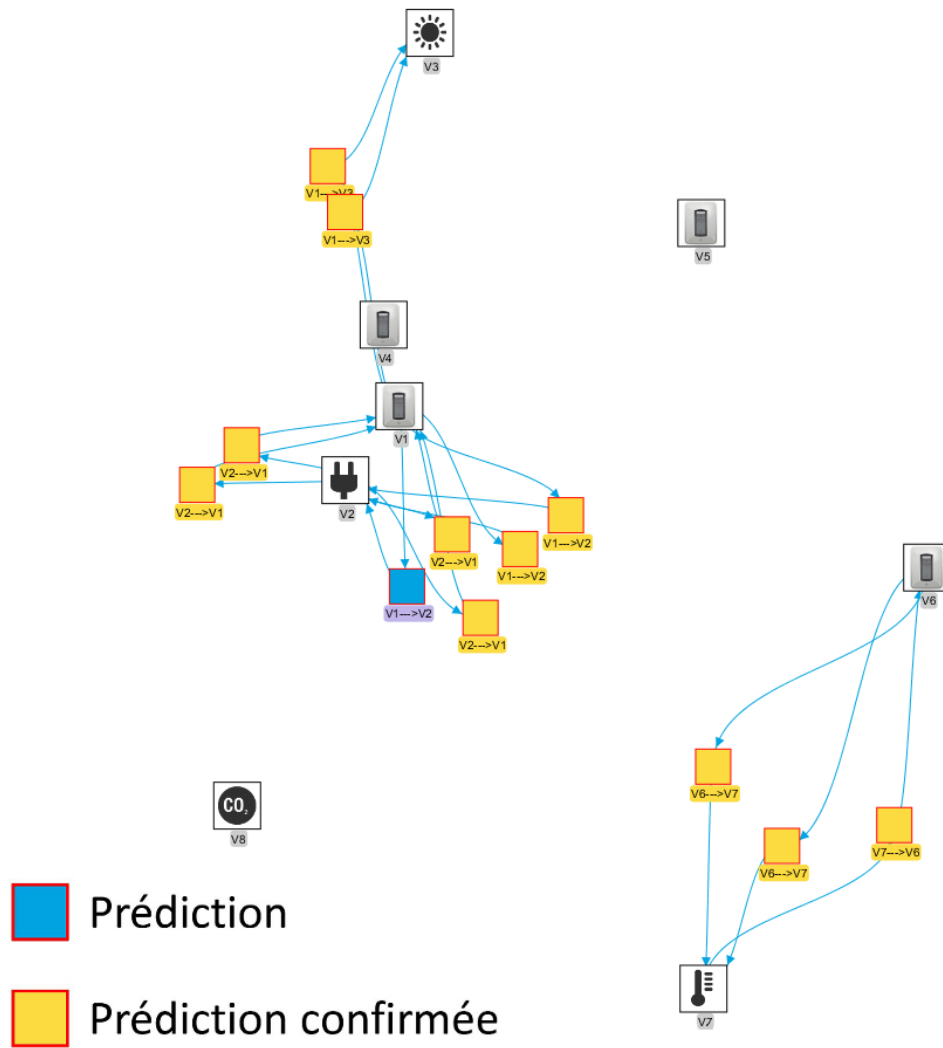 V3
V1--->V3
V1--->V3
V5
V4
V1
V2--->V1
V2--->V1
V2
V1--->V2
V2--->V1
V1--->V2
V1--->V2
V2--->V1
V6
V6--->V7
CO₂
V8
V7--->V6
V6--->V7
Prédiction
V7
Prédiction confirmée